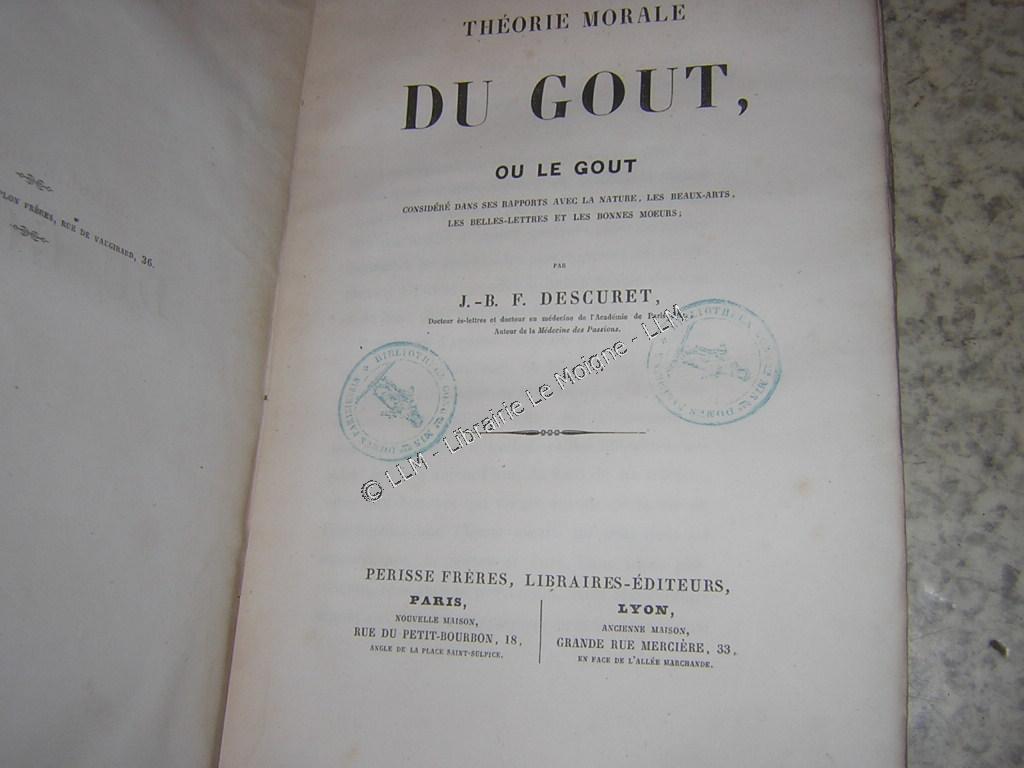 PLON FRÈRES, RUE DE VAUGIRARD, 36.
THÉORIE MORALE
DU GOUT,
OU LE GOUT
CONSIDÉRÉ DANS SES RAPPORTS AVEC LA NATURE, LES BEAUX-ARTS,
LES BELLES-LETTRES ET LES BONNES MOEURS;
PAR
J.-B. F. DESCURET,
Docteur ès-lettres et docteur en médecine de l'Académie de Paris,
Auteur de la Médecine des Passions.
BIBLIOTHECA
© LLM - Librairie Le Moigne - LLM
PERISSE FRÈRES, LIBRAIRES-ÉDITEURS,
PARIS,
NOUVELLE MAISON,
RUE DU PETIT-BOURBON, 18,
ANGLE DE LA PLACE SAINT-SULPICE.
LYON,
ANCIENNE MAISON,
GRANDE RUE MERCIÈRE, 33,
EN FACE DE L'ALLÉE MARCHANDE.